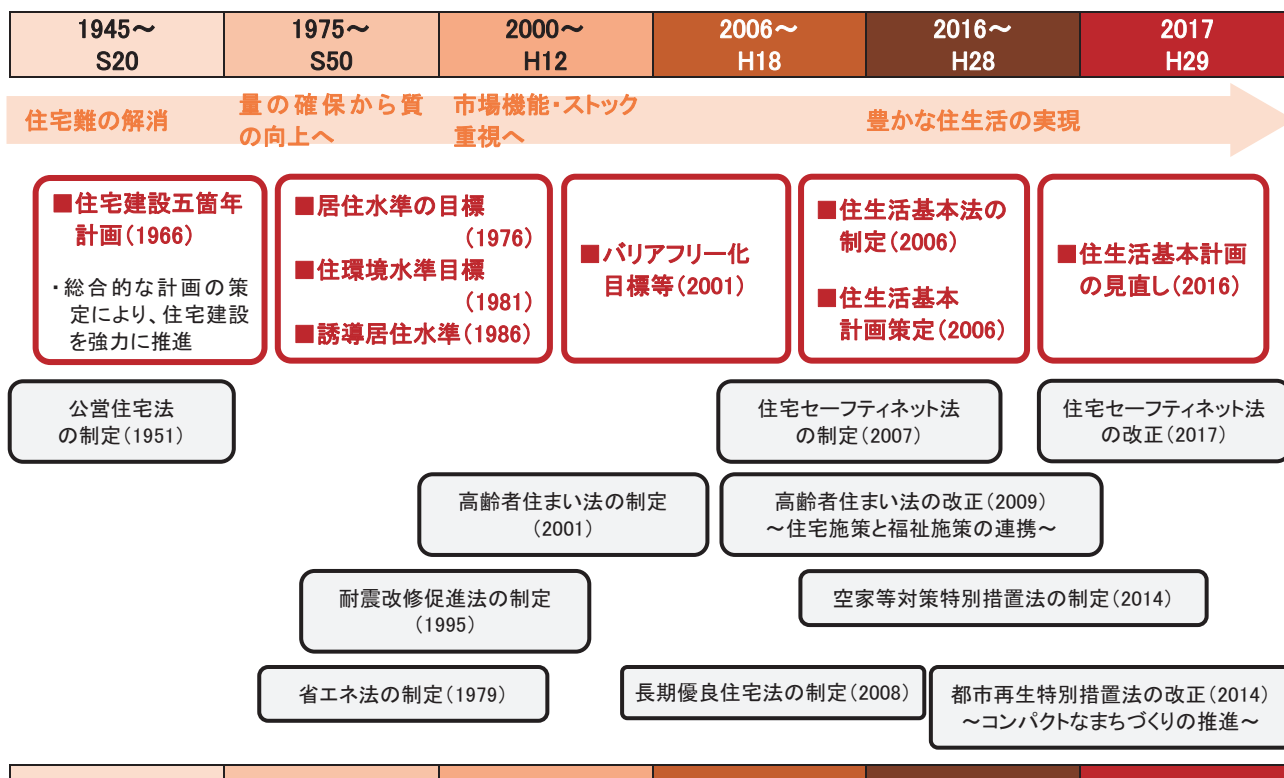 1945～
S20
1975～
S50
2000～
H12
2006～
H18
2016～
H28
2017
H29
住宅難の解消
量の確保から質
の向上へ
市場機能・ストック
重視へ
豊かな住生活の実現
■住宅建設五箇年
計画(1966)
・総合的な計画の策
定により、住宅建設
を強力に推進
■居住水準の目標
(1976)
■住環境水準目標
(1981)
■誘導居住水準(1986)
■バリアフリー化
目標等(2001)
■住生活基本法の
制定(2006)
■住生活基本
計画策定(2006)
■住生活基本計画
の見直し(2016)
公営住宅法
の制定(1951)
住宅セーフティネット法
の制定(2007)
住宅セーフティネット法
の改正(2017)
高齢者住まい法の制定
(2001)
高齢者住まい法の改正(2009)
～住宅施策と福祉施策の連携～
耐震改修促進法の制定
(1995)
空家等対策特別措置法の制定(2014)
省エネ法の制定(1979)
長期優良住宅法の制定(2008)
都市再生特別措置法の改正(2014)
～コンパクトなまちづくりの推進～